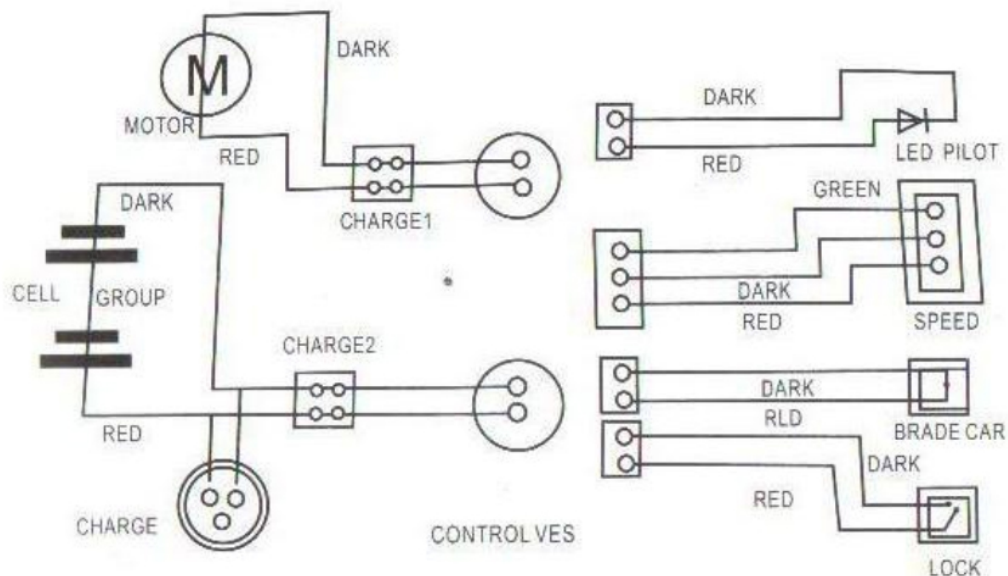 DARK
M
MOTOR
RED
CHARGE1
DARK
CELL GROUP
CHARGE2
RED
CHARGE
CONTROL VES
DARK
RED
LED PILOT
GREEN
DARK
RED
SPEED
DARK
RLD
BRADE CAR
DARK
RED
LOCK